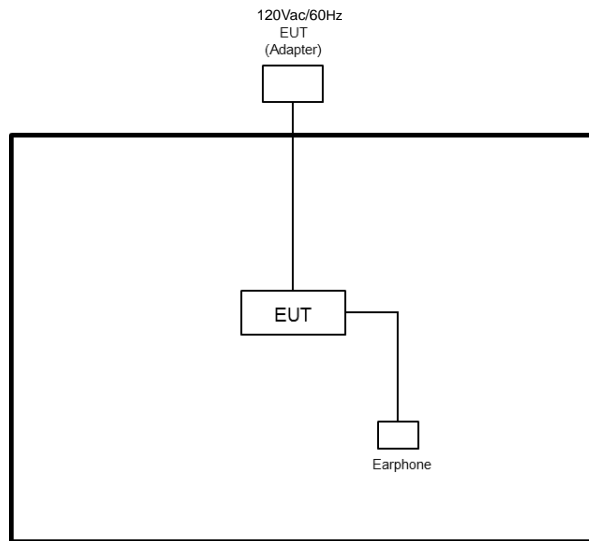 120Vac/60Hz
EUT
(Adapter)
EUT
Earphone